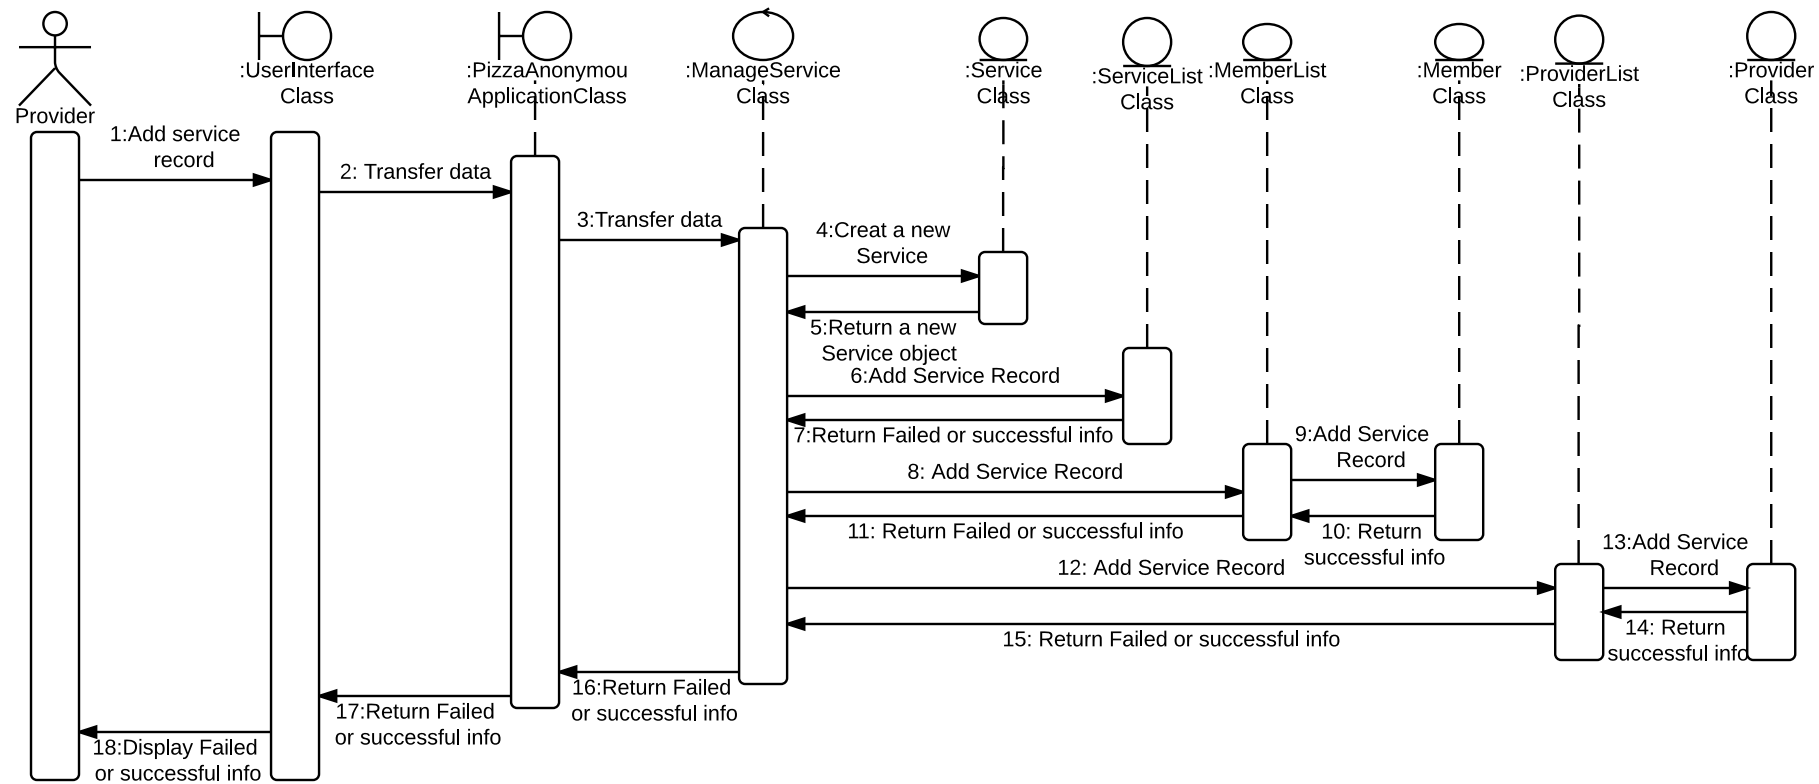 Provider
:UserInterface
Class
:PizzaAnonymou
ApplicationClass
:ManageService
Class
:Service
Class
:ServiceList
Class
:MemberList
Class
:Member
Class
:ProviderList
Class
:Provider
Class
1:Add service
record
2: Transfer data
3:Transfer data
4:Creat a new
Service
5:Return a new
Service object
6:Add Service Record
7:Return Failed or successful info
8: Add Service Record
9:Add Service
Record
10: Return
successful info
11: Return Failed or successful info
12: Add Service Record
13:Add Service
Record
14: Return
successful info
15: Return Failed or successful info
16:Return Failed
or successful info
17:Return Failed
or successful info
18:Display Failed
or successful info